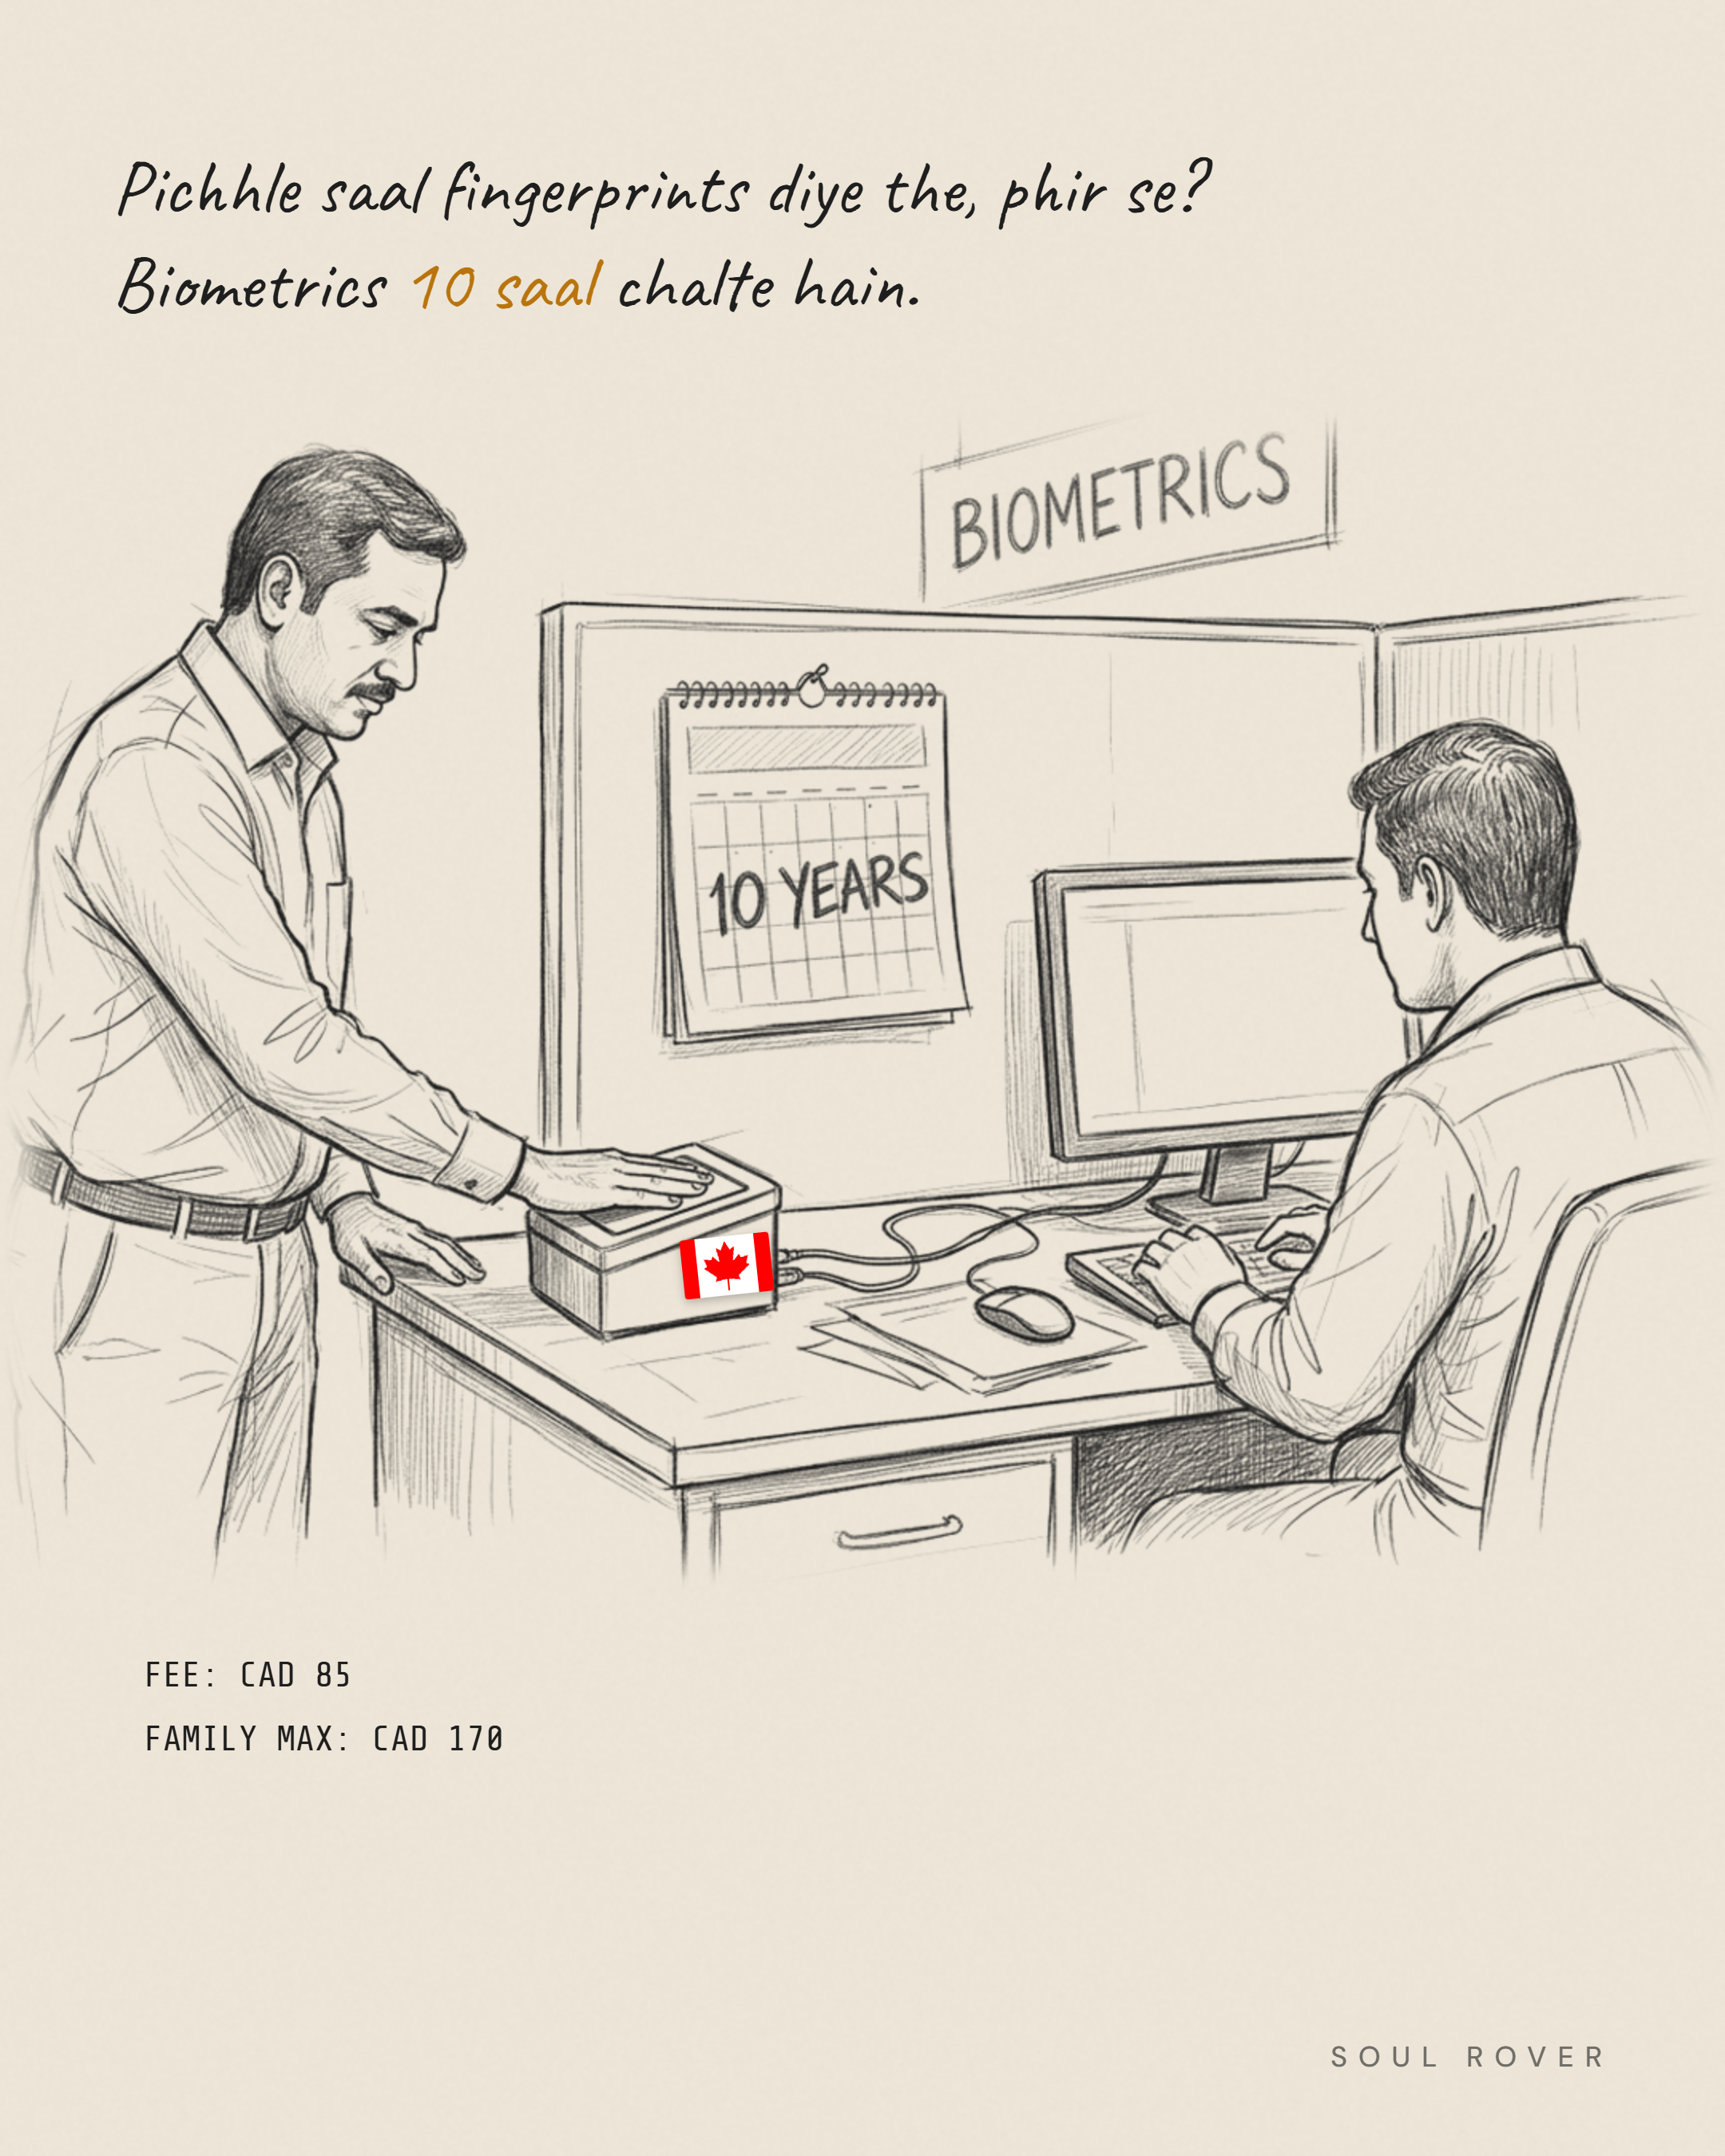 Pichhle saal fingerprints diye the, phir se?
Biometrics 10 saal chalte hain.
BIOMETRICS
10 YEARS
FEE: CAD 85
FAMILY MAX: CAD 170
SOUL ROVER